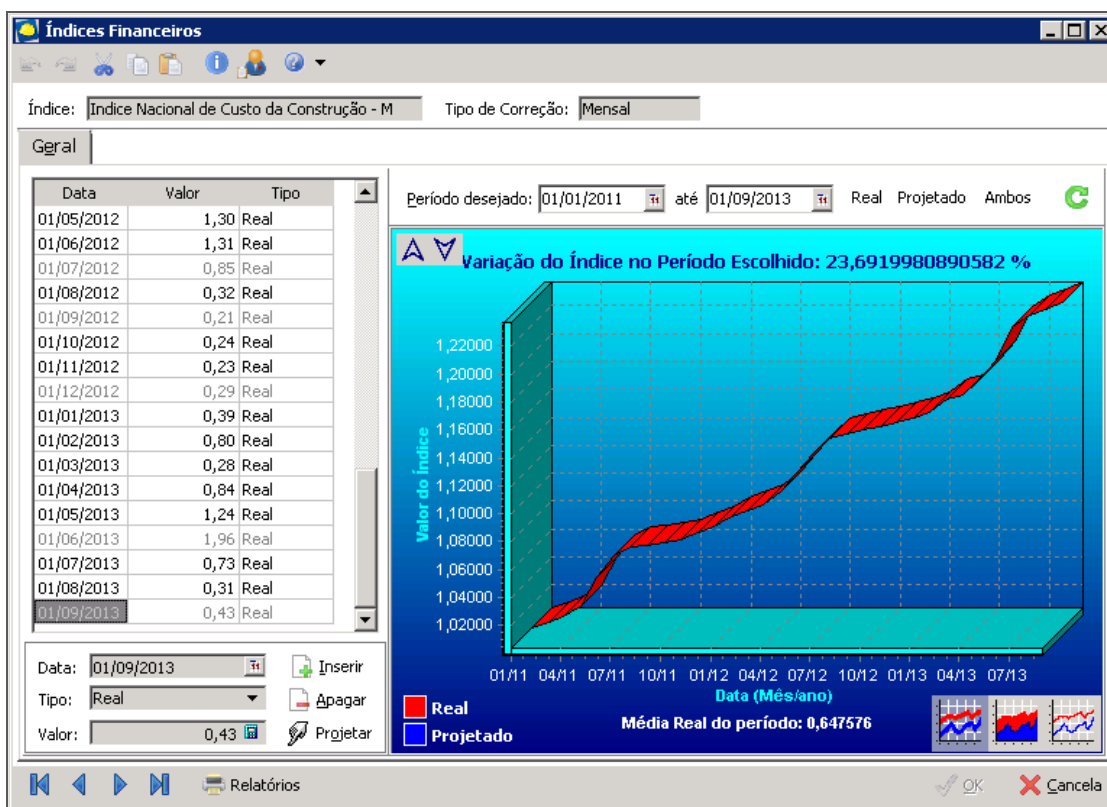 Índices Financeiros
Índice: Indice Nacional de Custo da Construção - M Tipo de Correção: Mensal
Geral
Data Valor Tipo
01/05/2012 1,30 Real
01/06/2012 1,31 Real
01/07/2012 0,85 Real
01/08/2012 0,32 Real
01/09/2012 0,21 Real
01/10/2012 0,24 Real
01/11/2012 0,23 Real
01/12/2012 0,29 Real
01/01/2013 0,39 Real
01/02/2013 0,80 Real
01/03/2013 0,28 Real
01/04/2013 0,84 Real
01/05/2013 1,24 Real
01/06/2013 1,96 Real
01/07/2013 0,73 Real
01/08/2013 0,31 Real
01/09/2013 0,43 Real
Data: 01/09/2013 Inserir
Tipo: Real Apagar
Valor: 0,43 Projetar
Período desejado: 01/01/2011 até 01/09/2013 Real Projetado Ambos
Variação do Índice no Período Escolhido: 23,6919980890582 %
Valor do Índice
1,22000
1,20000
1,18000
1,16000
1,14000
1,12000
1,10000
1,08000
1,06000
1,04000
1,02000
01/11 04/11 07/11 10/11 01/12 04/12 07/12 10/12 01/13 04/13 07/13
Data (Mês/ano)
Real
Projetado
Média Real do período: 0,647576
Relatórios OK Cancela